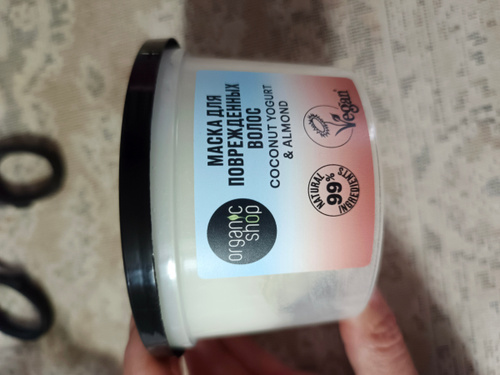 МАСКА ДЛЯ
ПОВРЕЖДЕННЫХ
ВОЛОС
COCONUT YOGURT
& ALMOND
organic
shop
Vegan
NATURAL
99%
INGREDIENTS